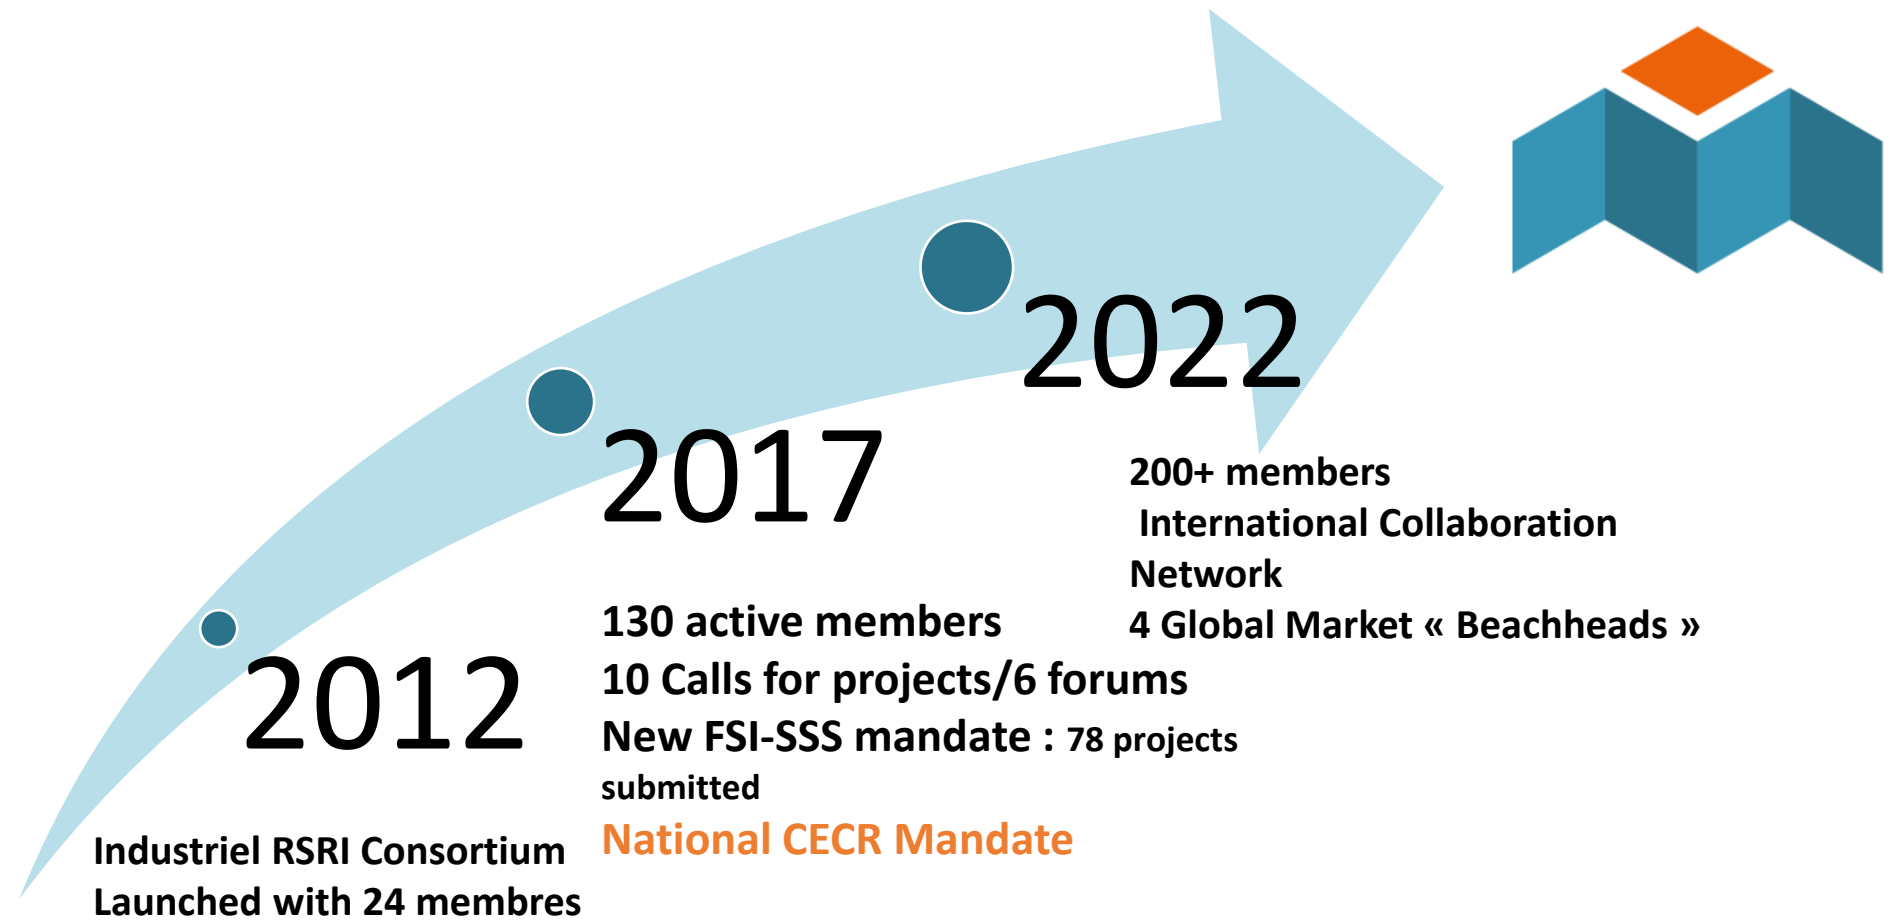 2012
Industriel RSRI Consortium
Launched with 24 membres
2017
130 active members
10 Calls for projects/6 forums
New FSI-SSS mandate : 78 projects
submitted
National CECR Mandate
2022
200+ members
International Collaboration
Network
4 Global Market « Beachheads »